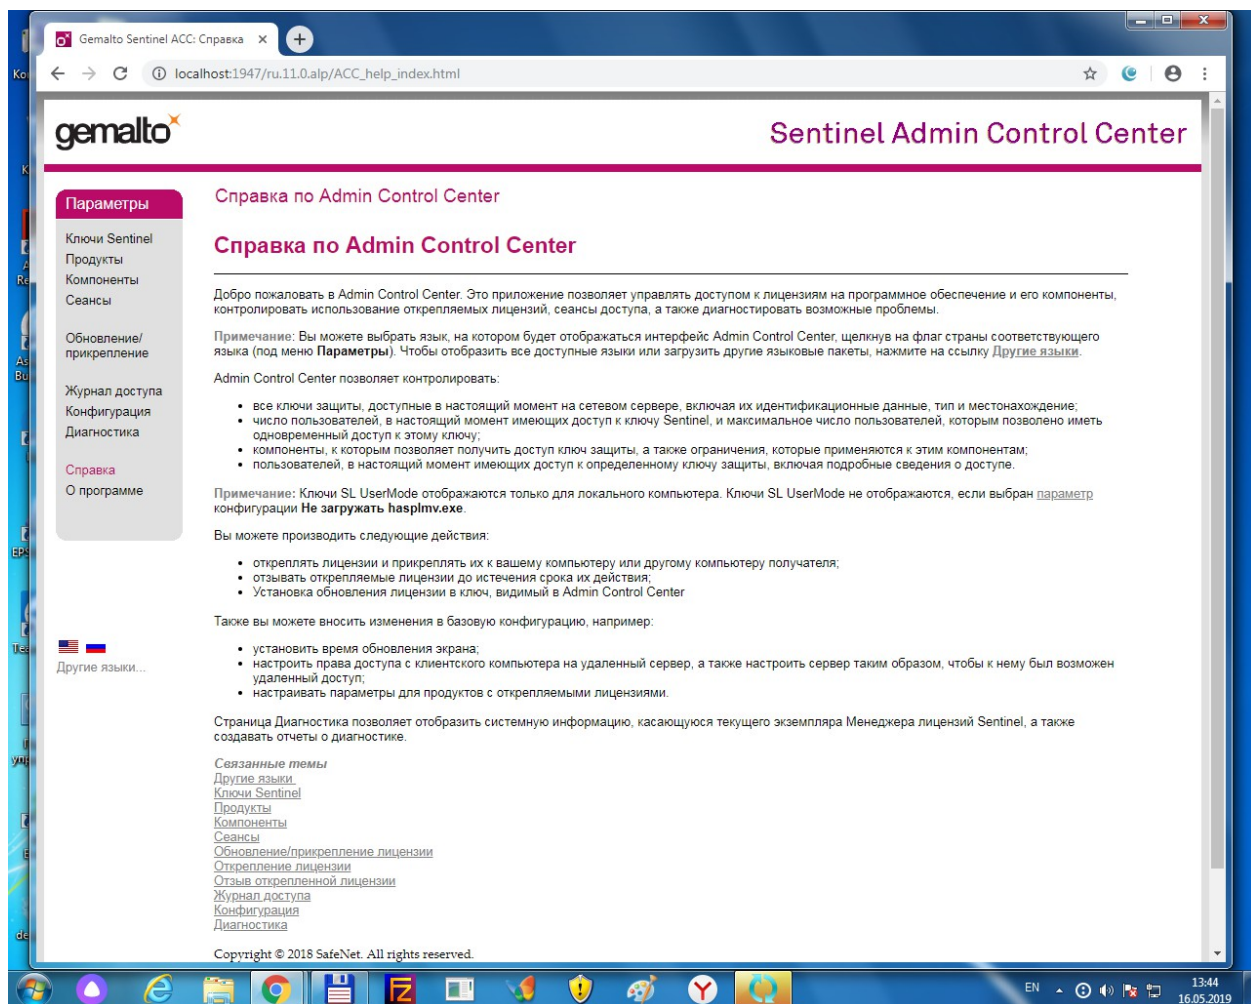 Gemalto Sentinel ACC: Справка
localhost:1947/ru.11.0.alp/ACC_help_index.html
gemalto
Sentinel Admin Control Center
Параметры
Ключи Sentinel
Продукты
Компоненты
Сеансы
Обновление/
прикрепление
Журнал доступа
Конфигурация
Диагностика
Справка
О программе
Другие языки...
Справка по Admin Control Center
Справка по Admin Control Center
Добро пожаловать в Admin Control Center. Это приложение позволяет управлять доступом к лицензиям на программное обеспечение и его компоненты,
контролировать использование открепляемых лицензий, сеансы доступа, а также диагностировать возможные проблемы.
Примечание: Вы можете выбрать язык, на котором будет отображаться интерфейс Admin Control Center, щелкнув на флаг страны соответствующего
языка (под меню Параметры). Чтобы отобразить все доступные языки или загрузить другие языковые пакеты, нажмите на ссылку Другие языки.
Admin Control Center позволяет контролировать:
• все ключи защиты, доступные в настоящий момент на сетевом сервере, включая их идентификационные данные, тип и местонахождение;
• число пользователей, в настоящий момент имеющих доступ к ключу Sentinel, и максимальное число пользователей, которым позволено иметь
одновременный доступ к этому ключу;
• компоненты, к которым позволяет получить доступ ключ защиты, а также ограничения, которые применяются к этим компонентам;
• пользователей, в настоящий момент имеющих доступ к определенному ключу защиты, включая подробные сведения о доступе.
Примечание: Ключи SL UserMode отображаются только для локального компьютера. Ключи SL UserMode не отображаются, если выбран параметр
конфигурации Не загружать hasplmv.exe.
Вы можете производить следующие действия:
• откреплять лицензии и прикреплять их к вашему компьютеру или другому компьютеру получателя;
• отзывать открепляемые лицензии до истечения срока их действия;
• Установка обновления лицензии в ключ, видимый в Admin Control Center
Также вы можете вносить изменения в базовую конфигурацию, например:
• установить время обновления экрана;
• настроить права доступа с клиентского компьютера на удаленный сервер, а также настроить сервер таким образом, чтобы к нему был возможен
удаленный доступ;
• настраивать параметры для продуктов с открепляемыми лицензиями.
Страница Диагностика позволяет отобразить системную информацию, касающуюся текущего экземпляра Менеджера лицензий Sentinel, а также
создавать отчеты о диагностике.
Связанные темы
Другие языки
Ключи Sentinel
Продукты
Компоненты
Сеансы
Обновление/прикрепление лицензии
Открепление лицензии
Отзыв открепленной лицензии
Журнал доступа
Конфигурация
Диагностика
Copyright © 2018 SafeNet. All rights reserved.
EN
13:44
16.05.2019